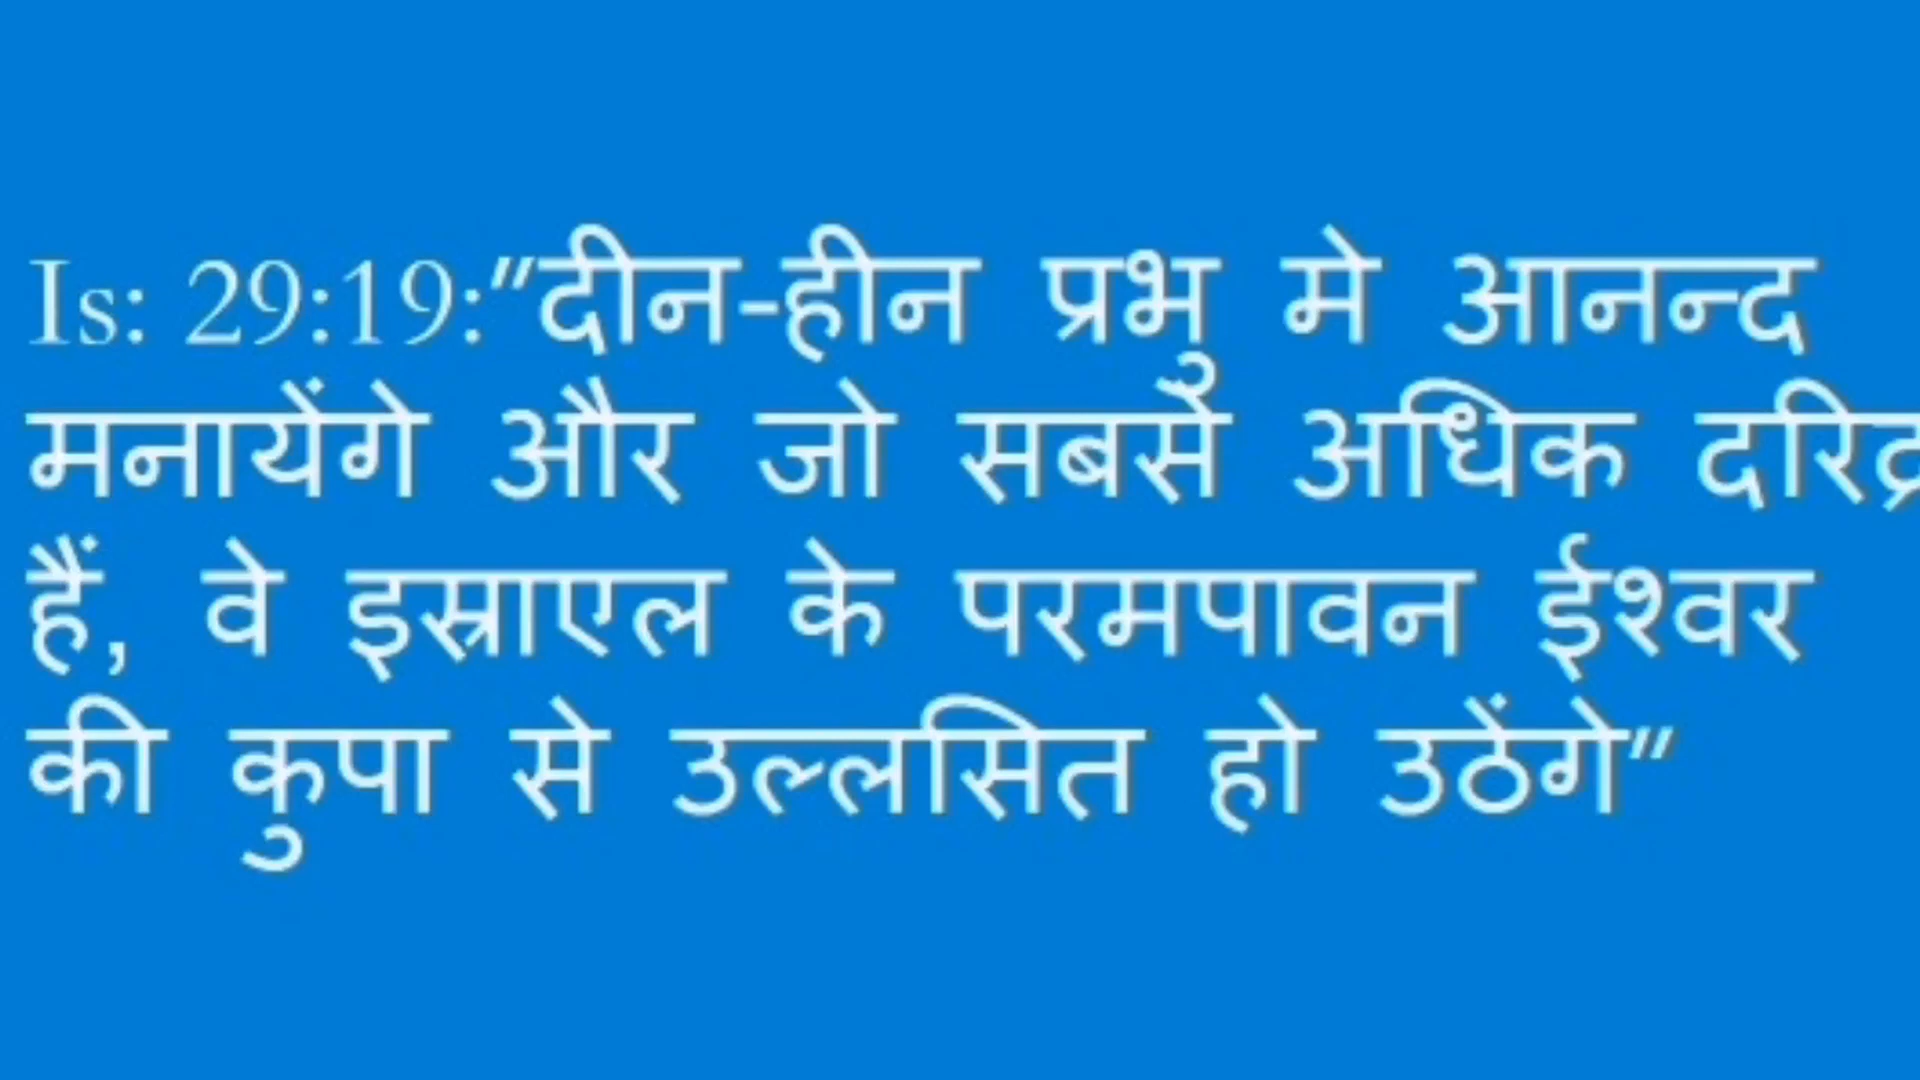 Is: 29:19:"दीन-हीन प्रभु मे आनन्द
मनायेंगे और जो सबसे अधिक दरिद्र
हैं, वे इस्राएल के परमपावन ईश्वर
की कुपा से उल्लसित हो उठेंगे"